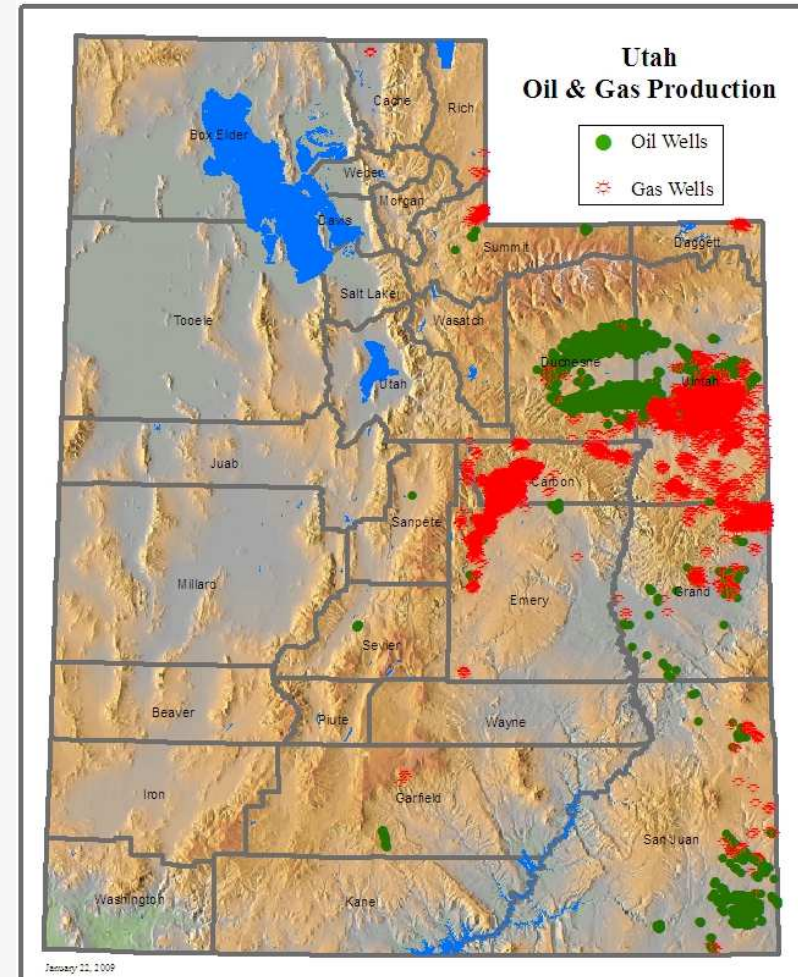 Utah
Oil & Gas Production
Oil Wells
Gas Wells
Cache
Rich
Box Elder
Weber
Morgan
Davis
Summit
Daggett
Salt Lake
Tooele
Wasatch
Duchesne
Uintah
Utah
Juab
Carbon
Sanpete
Millard
Emery
Grand
Sevier
Beaver
Piute
Wayne
Iron
Garfield
San Juan
Washington
Kane
January 22, 2009